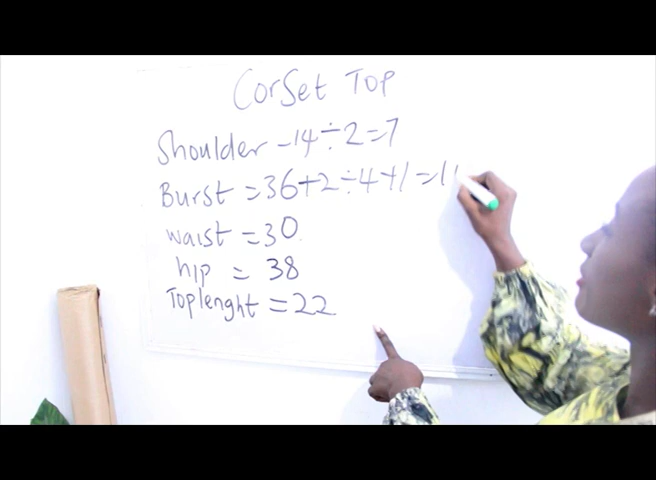 CorSet Top
Shoulder -14÷2=7
Burst =36+2÷4+1=1
waist =30
hip = 38
Toplenght =22